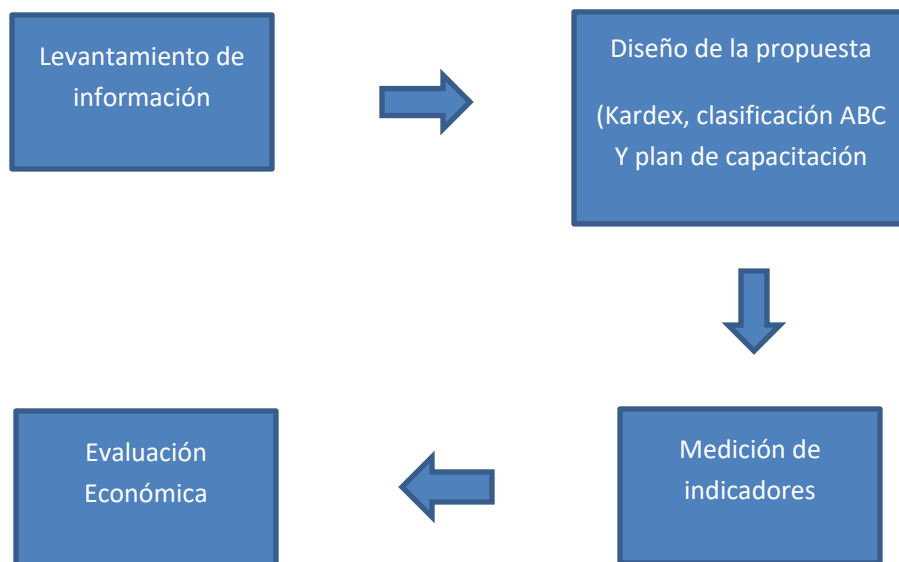 Levantamiento de
información
Diseño de la propuesta
(Kardex, clasificación ABC
Y plan de capacitación
Medición de
indicadores
Evaluación
Económica